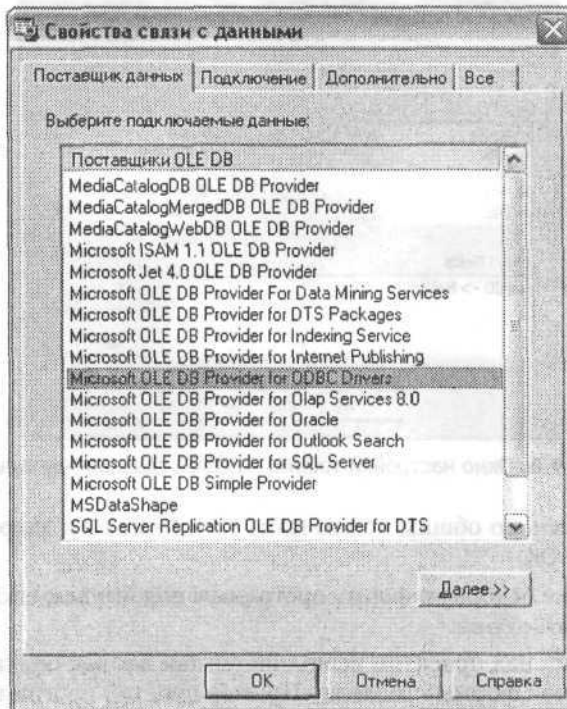 Свойства связи с данными
Поставщик данных Подключение Дополнительно Все
Выберите подключаемые данные:
Поставщики OLE DB
MediaCatalogDB OLE DB Provider
MediaCatalogMergedDB OLE DB Provider
MediaCatalogWebDB OLE DB Provider
Microsoft ISAM 1.1 OLE DB Provider
Microsoft Jet 4.0 OLE DB Provider
Microsoft OLE DB Provider For Data Mining Services
Microsoft OLE DB Provider for DTS Packages
Microsoft OLE DB Provider for Indexing Service
Microsoft OLE DB Provider for Internet Publishing
Microsoft OLE DB Provider for ODBC Drivers
Microsoft OLE DB Provider for Olap Services 8.0
Microsoft OLE DB Provider for Oracle
Microsoft OLE DB Provider for Outlook Search
Microsoft OLE DB Provider for SQL Server
Microsoft OLE DB Simple Provider
MSDataShape
SQL Server Replication OLE DB Provider for DTS
Далее >>
OK Отмена Справка